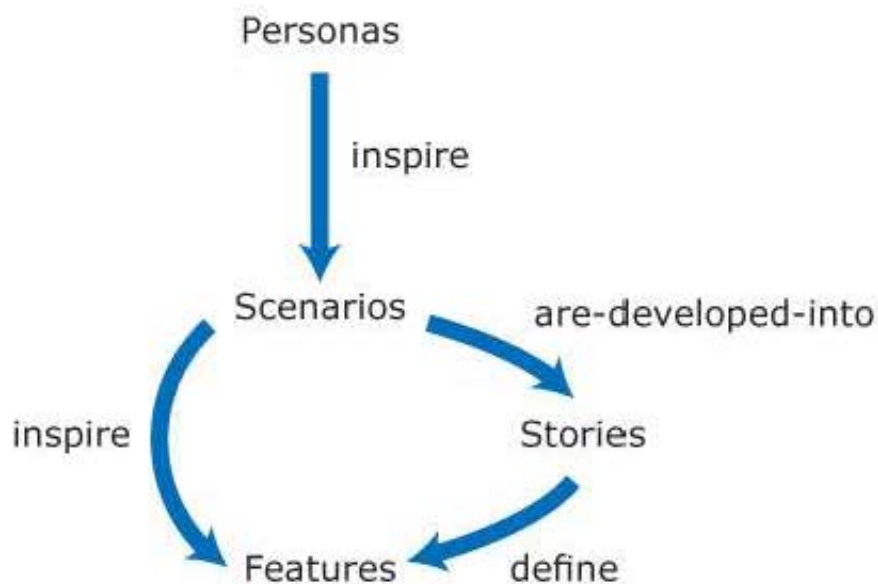 Personas
inspire
Scenarios
are-developed-into
inspire
Stories
Features
define